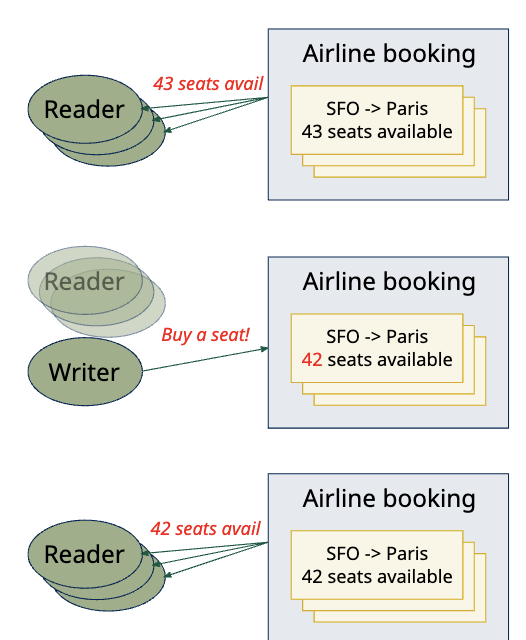 Airline booking
43 seats avail
Reader
SFO -> Paris
43 seats available
Airline booking
Reader
Buy a seat!
SFO -> Paris
42 seats available
Writer
Airline booking
42 seats avail
Reader
SFO -> Paris
42 seats available